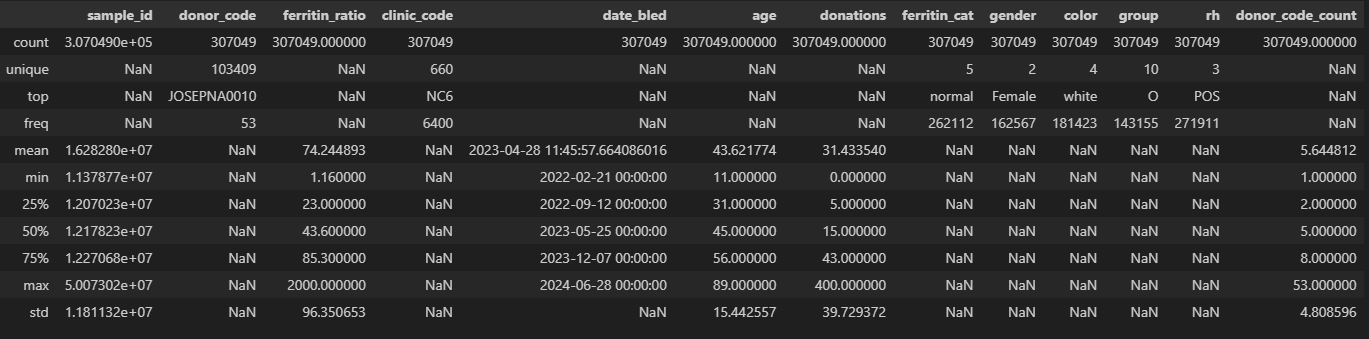 sample_id donor_code ferritin_ratio clinic_code date_bled age donations ferritin_cat gender color group rh donor_code_count
count 3.070490e+05 307049 307049.000000 307049 307049 307049.000000 307049.000000 307049 307049 307049 307049 307049 307049.000000
unique NaN 103409 NaN 660 NaN NaN NaN 5 2 4 10 3 NaN
top NaN JOSEPNA0010 NaN NC6 NaN NaN NaN normal Female white O POS NaN
freq NaN 53 NaN 6400 NaN NaN NaN 262112 162567 181423 143155 271911 NaN
mean 1.628280e+07 NaN 74.244893 NaN 2023-04-28 11:45:57.664086016 43.621774 31.433540 NaN NaN NaN NaN NaN 5.644812
min 1.137877e+07 NaN 1.160000 NaN 2022-02-21 00:00:00 11.000000 0.000000 NaN NaN NaN NaN NaN 1.000000
25% 1.207023e+07 NaN 23.000000 NaN 2022-09-12 00:00:00 31.000000 5.000000 NaN NaN NaN NaN NaN 2.000000
50% 1.217823e+07 NaN 43.600000 NaN 2023-05-25 00:00:00 45.000000 15.000000 NaN NaN NaN NaN NaN 5.000000
75% 1.227068e+07 NaN 85.300000 NaN 2023-12-07 00:00:00 56.000000 43.000000 NaN NaN NaN NaN NaN 8.000000
max 5.007302e+07 NaN 2000.000000 NaN 2024-06-28 00:00:00 89.000000 400.000000 NaN NaN NaN NaN NaN 53.000000
std 1.181132e+07 NaN 96.350653 NaN NaN 15.442557 39.729372 NaN NaN NaN NaN NaN 4.808596